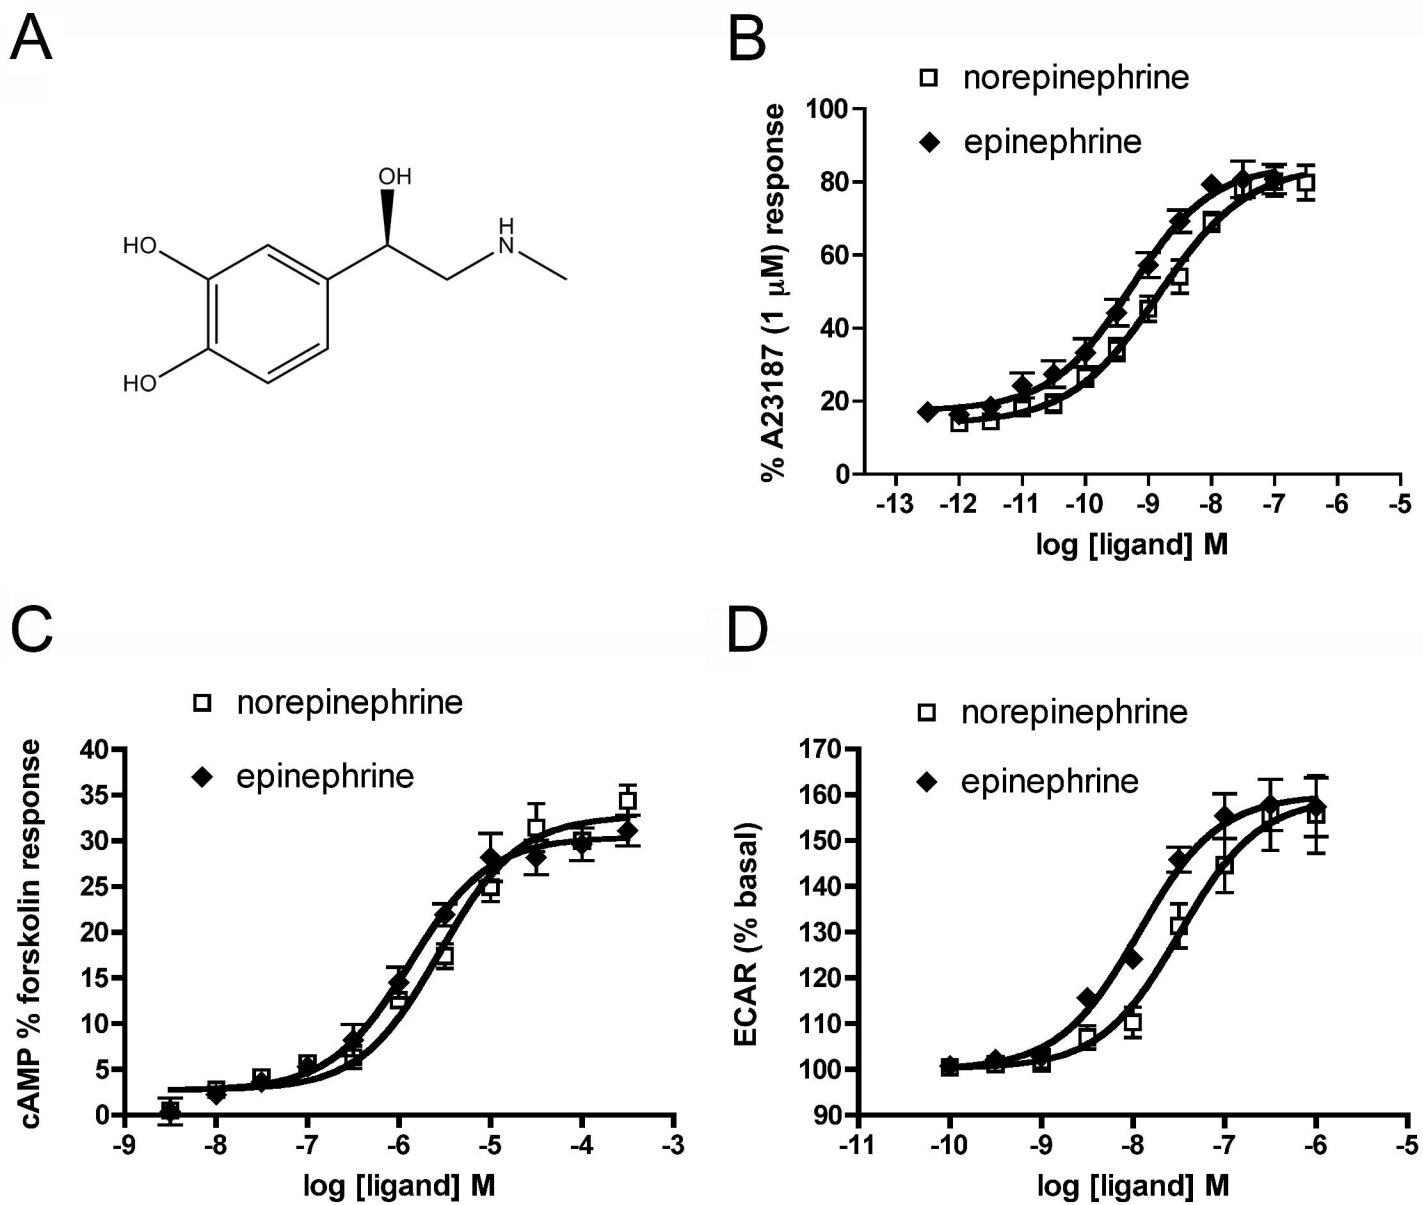 A
OH
H
N
HO
HO
B
norepinephrine
epinephrine
% A23187 (1 μM) response
100
80
60
40
20
0
-13 -12 -11 -10 -9 -8 -7 -6 -5
log [ligand] M
C
norepinephrine
epinephrine
cAMP % forskolin response
40
35
30
25
20
15
10
5
0
-9 -8 -7 -6 -5 -4 -3
log [ligand] M
D
norepinephrine
epinephrine
ECAR (% basal)
170
160
150
140
130
120
110
100
90
-11 -10 -9 -8 -7 -6 -5
log [ligand] M